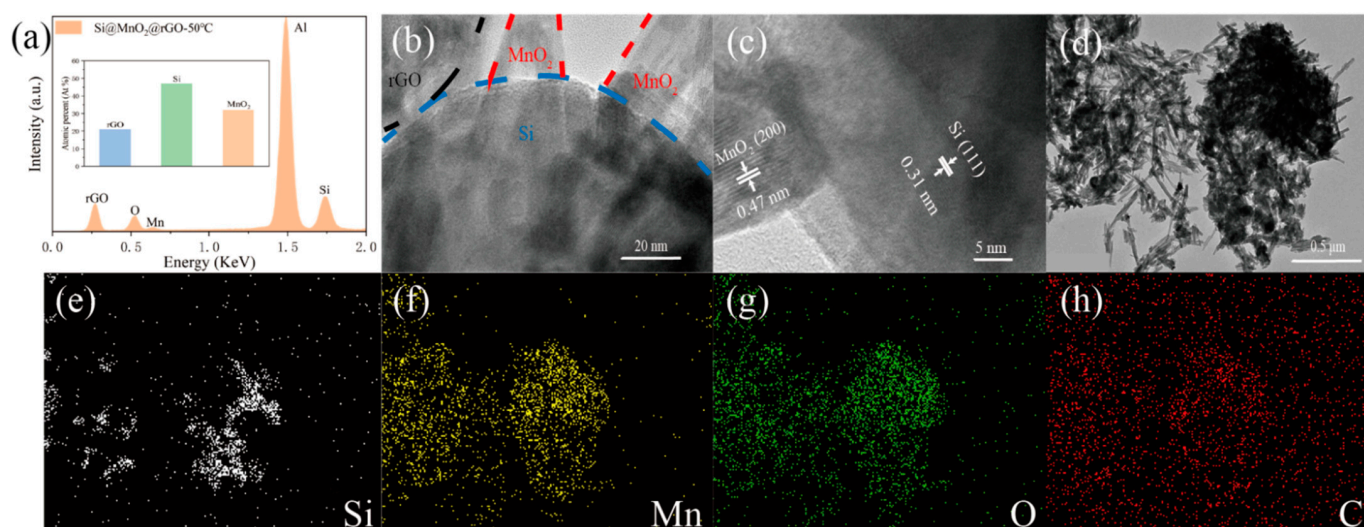 (a)
Si@MnO₂@rGO-50℃
Al
Atomic percent (At %)
60
50
40
30
20
10
0
rGO
Si
MnO₂
Intensity (a.u.)
rGO
O
Mn
Si
0.0
0.5
1.0
1.5
2.0
Energy (KeV)
(b)
rGO
MnO₂
MnO₂
Si
20 nm
(c)
MnO₂ (200)
0.47 nm
Si (111)
0.31 nm
5 nm
(d)
0.5 μm
(e)
Si
(f)
Mn
(g)
O
(h)
C